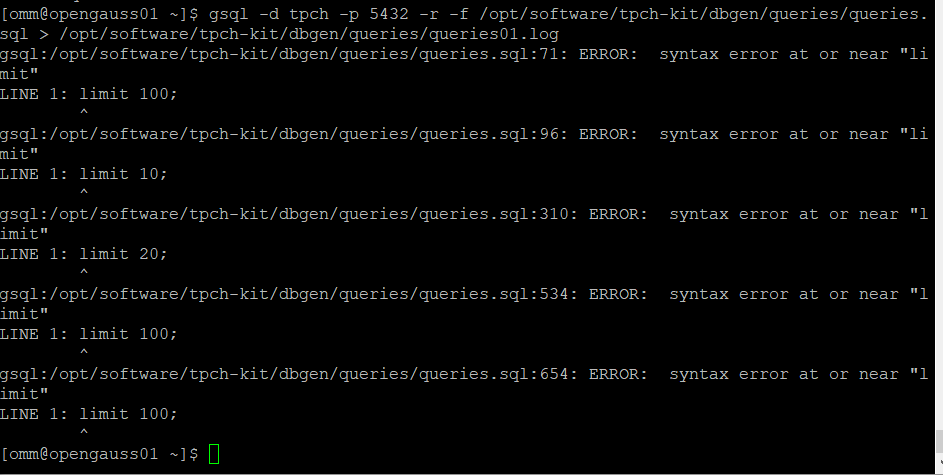 [omm@opengauss01 ~]$ gsql -d tpch -p 5432 -r -f /opt/software/tpch-kit/dbgen/queries/queries.
sql > /opt/software/tpch-kit/dbgen/queries/queries01.log
gsql:/opt/software/tpch-kit/dbgen/queries/queries.sql:71: ERROR:  syntax error at or near "li
mit"
LINE 1: limit 100;
        ^
gsql:/opt/software/tpch-kit/dbgen/queries/queries.sql:96: ERROR:  syntax error at or near "li
mit"
LINE 1: limit 10;
        ^
gsql:/opt/software/tpch-kit/dbgen/queries/queries.sql:310: ERROR:  syntax error at or near "l
imit"
LINE 1: limit 20;
        ^
gsql:/opt/software/tpch-kit/dbgen/queries/queries.sql:534: ERROR:  syntax error at or near "l
imit"
LINE 1: limit 100;
        ^
gsql:/opt/software/tpch-kit/dbgen/queries/queries.sql:654: ERROR:  syntax error at or near "l
imit"
LINE 1: limit 100;
        ^
[omm@opengauss01 ~]$